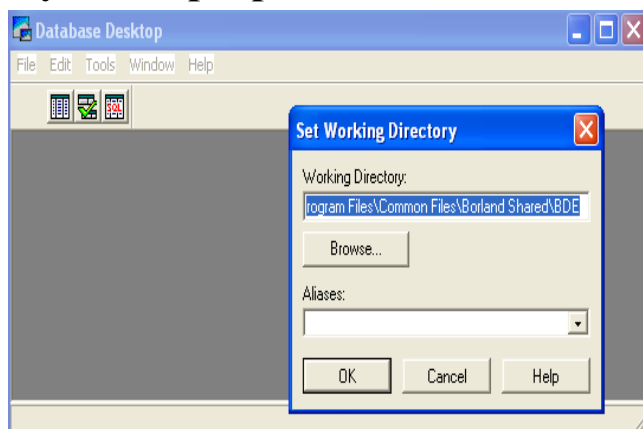 Database Desktop
File Edit Tools Window Help
SQL
Set Working Directory
Working Directory:
rogram Files\Common Files\Borland Shared\BDE
Browse...
Aliases:
OK Cancel Help